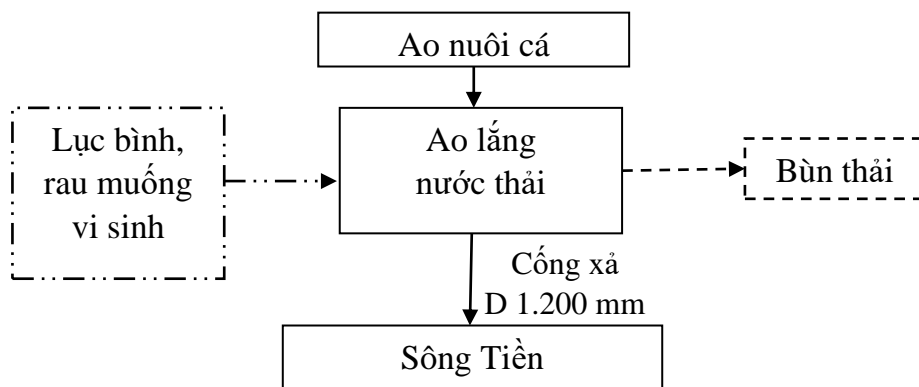 Ao nuôi cá
Lục bình,
rau muống
vi sinh
Ao lắng
nước thải
Bùn thải
Cống xả
D 1.200 mm
Sông Tiền